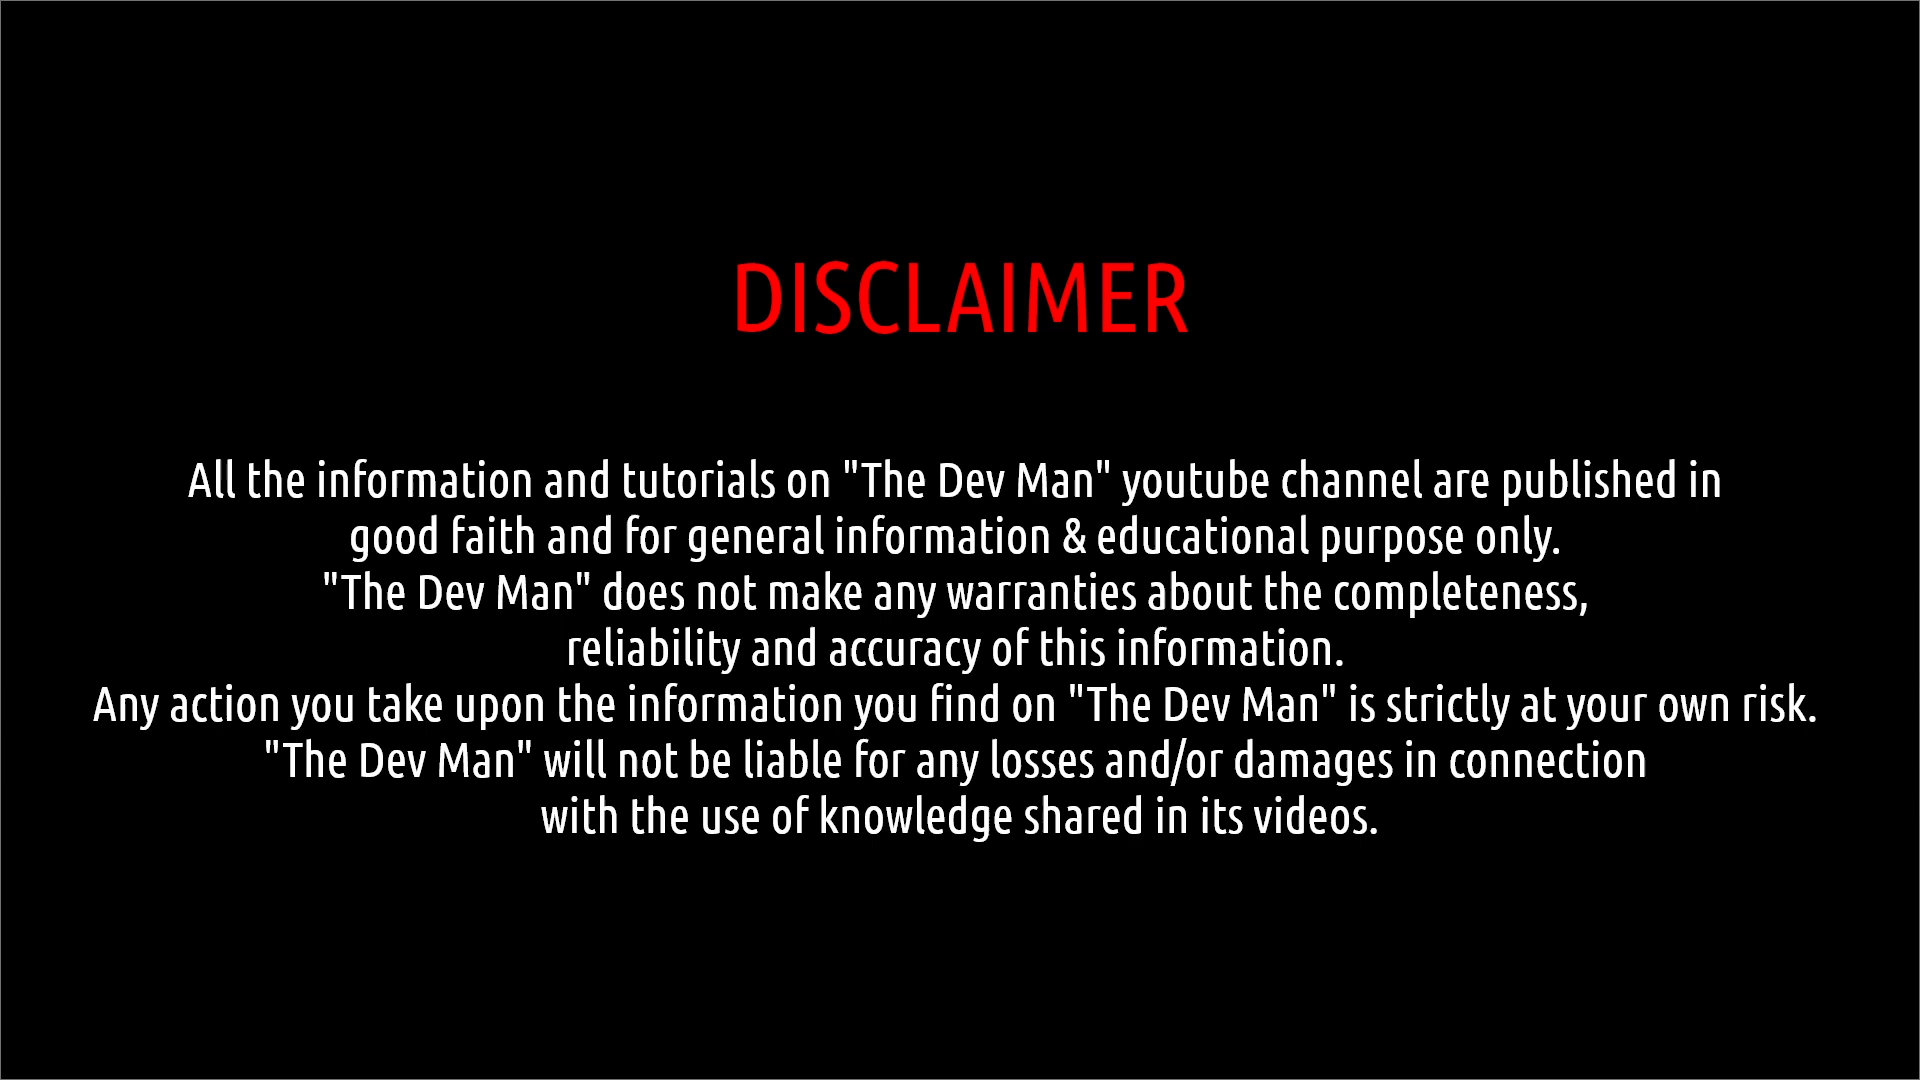 DISCLAIMER
All the information and tutorials on "The Dev Man" youtube channel are published in
good faith and for general information & educational purpose only.
"The Dev Man" does not make any warranties about the completeness,
reliability and accuracy of this information.
Any action you take upon the information you find on "The Dev Man" is strictly at your own risk.
"The Dev Man" will not be liable for any losses and/or damages in connection
with the use of knowledge shared in its videos.